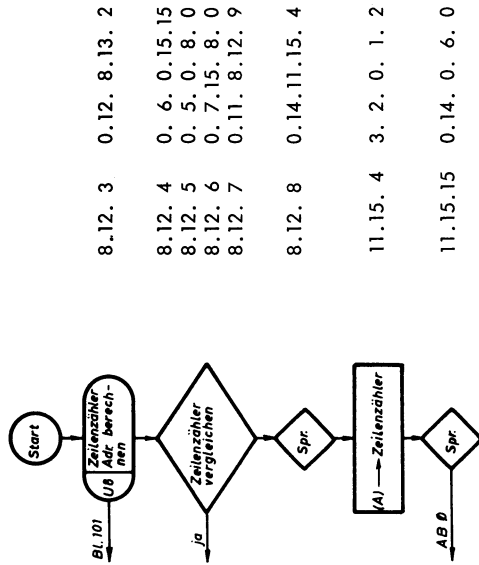 Start
Bl. 101
U8
Zeilenzähler
Adr. berech-
nen
8.12. 3 0.12. 8.13. 2
ja
Zeilenzähler
vergleichen
8.12. 4 0. 6. 0.15.15
8.12. 5 0. 5. 0. 8. 0
8.12. 6 0. 7.15. 8. 0
8.12. 7 0.11. 8.12. 9
Spr.
8.12. 8 0.14.11.15. 4
(A) → Zeilenzähler
11.15. 4 3. 2. 0. 1. 2
AB 0
Spr.
11.15.15 0.14. 0. 6. 0